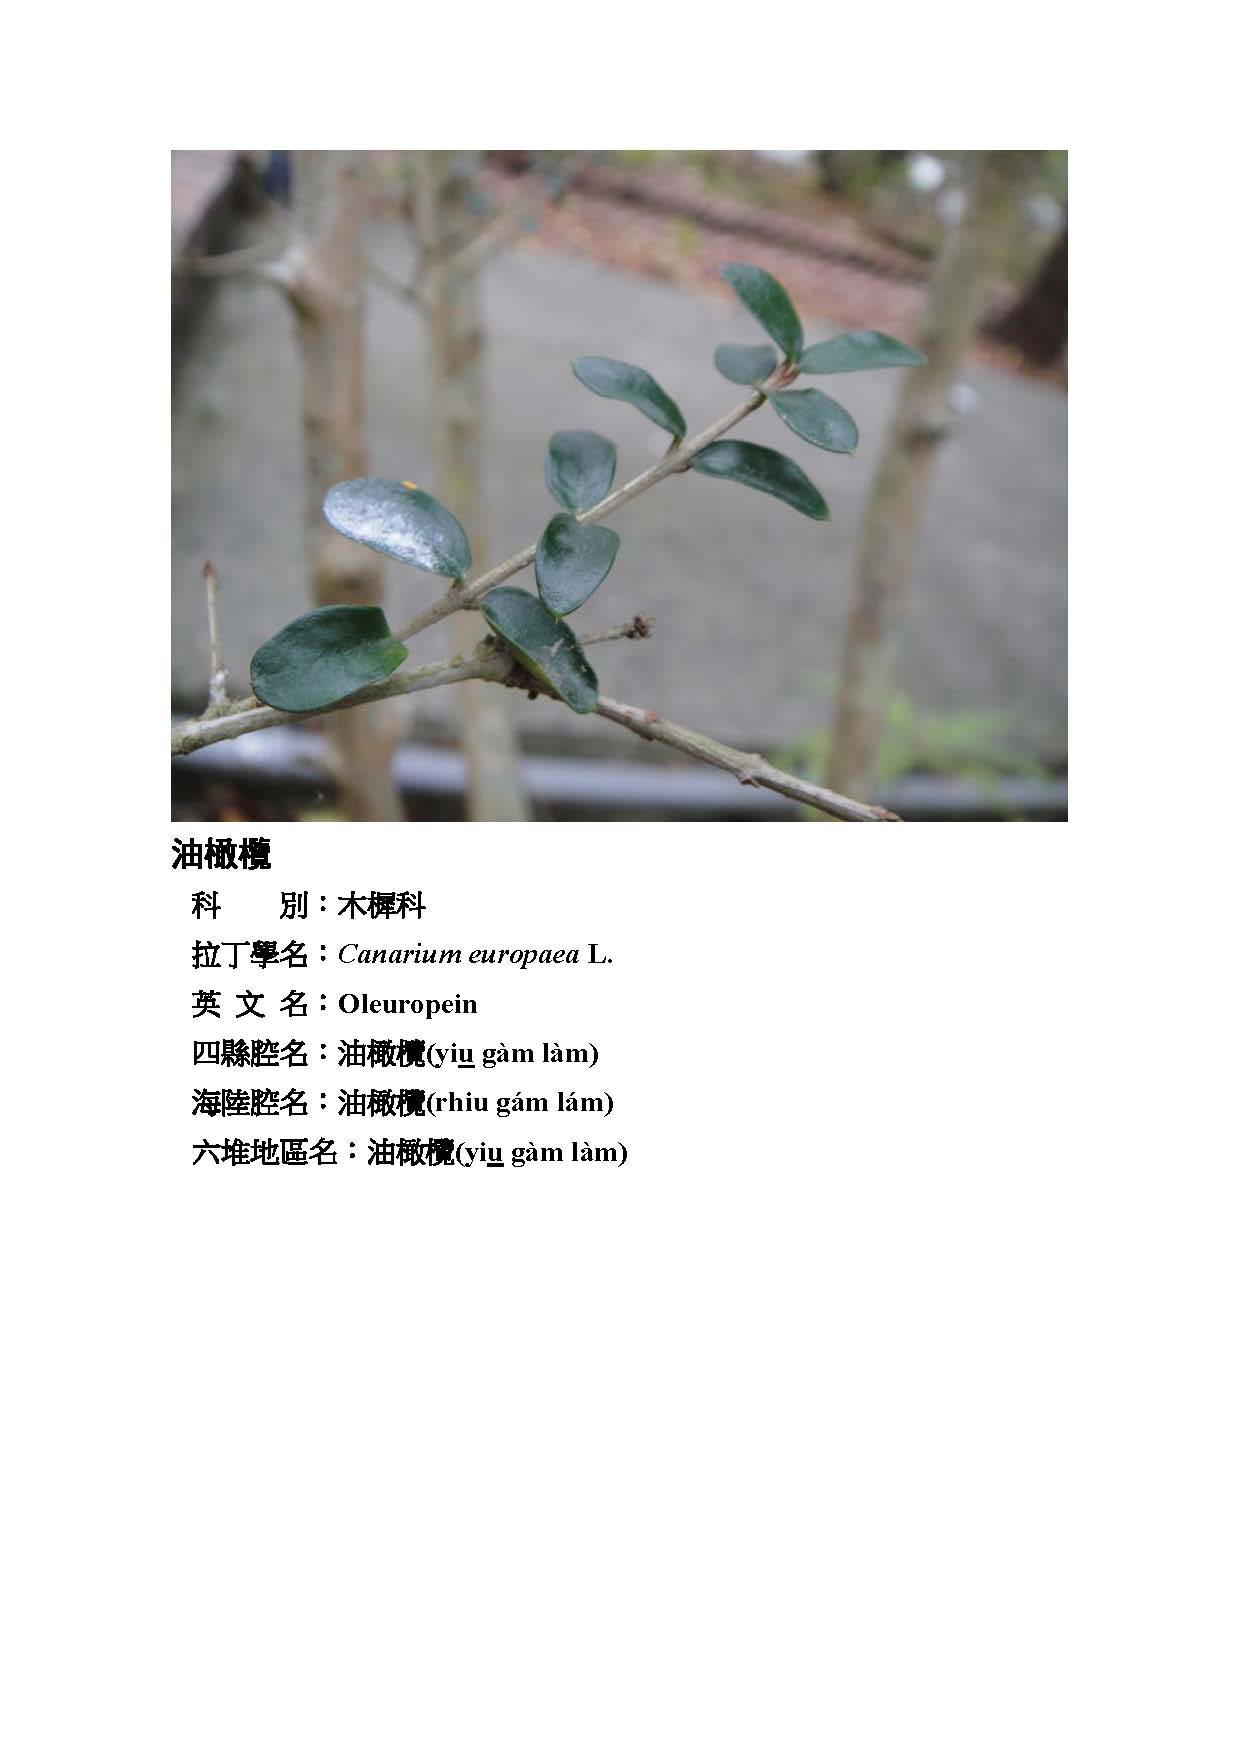 油橄欖
科　　別：木樨科
拉丁學名：Canarium europaea L.
英 文 名：Oleuropein
四縣腔名：油橄欖(yiu gàm làm)
海陸腔名：油橄欖(rhiu gám lám)
六堆地區名：油橄欖(yiu gàm làm)